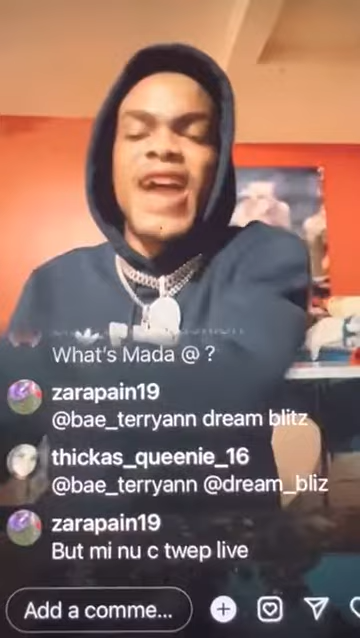 What's Mada @ ?
zarapain19
@bae_terryann dream blitz
thickas_queenie_16
@bae_terryann @dream_bliz
zarapain19
But mi nu c twep live
Add a comme...